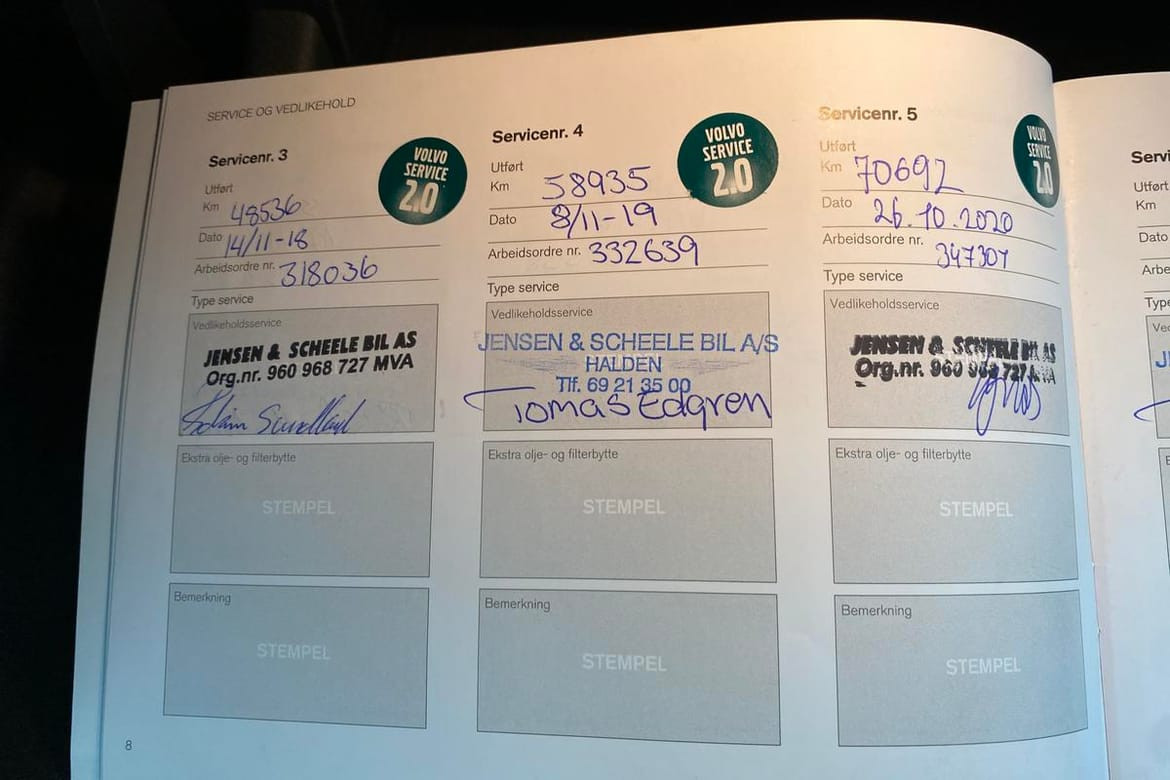 SERVICE OG VEDLIKEHOLD
Servicenr. 3
VOLVO
SERVICE
2.0
Utført
Km 48536
Dato 14/11-18
Arbeidsordre nr. 318036
Type service
Vedlikeholdsservice
JENSEN & SCHEELE BIL AS
Org.nr. 960 968 727 MVA
Ekstra olje- og filterbytte
STEMPEL
Bemerkning
STEMPEL
8
Servicenr. 4
VOLVO
SERVICE
2.0
Utført
Km 58935
Dato 8/11-19
Arbeidsordre nr. 332639
Type service
Vedlikeholdsservice
JENSEN & SCHEELE BIL A/S
HALDEN
Tlf. 69 21 35 00
Tomas Edgren
Ekstra olje- og filterbytte
STEMPEL
Bemerkning
STEMPEL
Servicenr. 5
VOLVO
SERVICE
2.0
Utført
Km 70692
Dato 26.10.2020
Arbeidsordre nr. 347307
Type service
Vedlikeholdsservice
JENSEN & SCHEELE BIL AS
Org.nr. 960 968 727 MVA
Ekstra olje- og filterbytte
STEMPEL
Bemerkning
STEMPEL
Utført
Km
Dato